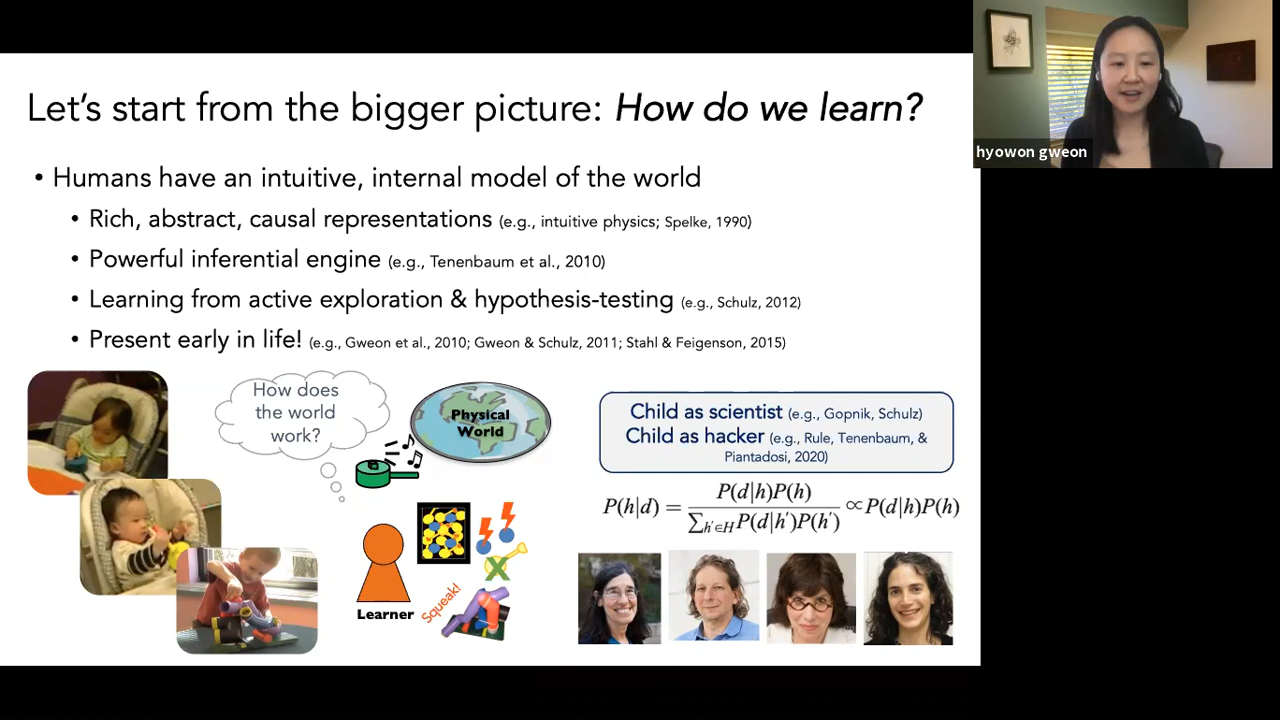 Let's start from the bigger picture: How do we learn?
hyowon gweon
• Humans have an intuitive, internal model of the world
• Rich, abstract, causal representations (e.g., intuitive physics; Spelke, 1990)
• Powerful inferential engine (e.g., Tenenbaum et al., 2010)
• Learning from active exploration & hypothesis-testing (e.g., Schulz, 2012)
• Present early in life! (e.g., Gweon et al., 2010; Gweon & Schulz, 2011; Stahl & Feigenson, 2015)
How does
the world
work?
Physical
World
Squeak!
Learner
Child as scientist (e.g., Gopnik, Schulz)
Child as hacker (e.g., Rule, Tenenbaum, &
Piantadosi, 2020)
P(h|d) = P(d|h)P(h) / ∑h'∈H P(d|h')P(h') ∝ P(d|h)P(h)